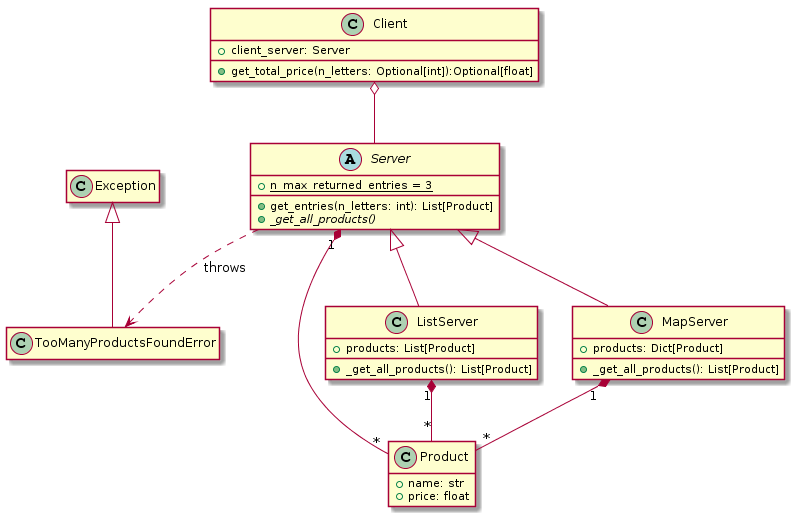 C Client
client_server: Server
get_total_price(n_letters: Optional[int]):Optional[float]
A Server
n_max_returned_entries = 3
get_entries(n_letters: int): List[Product]
_get_all_products()
C Exception
1
throws
C TooManyProductsFoundError
C ListServer
products: List[Product]
_get_all_products(): List[Product]
C MapServer
products: Dict[Product]
_get_all_products(): List[Product]
1
1
*
*
*
C Product
name: str
price: float